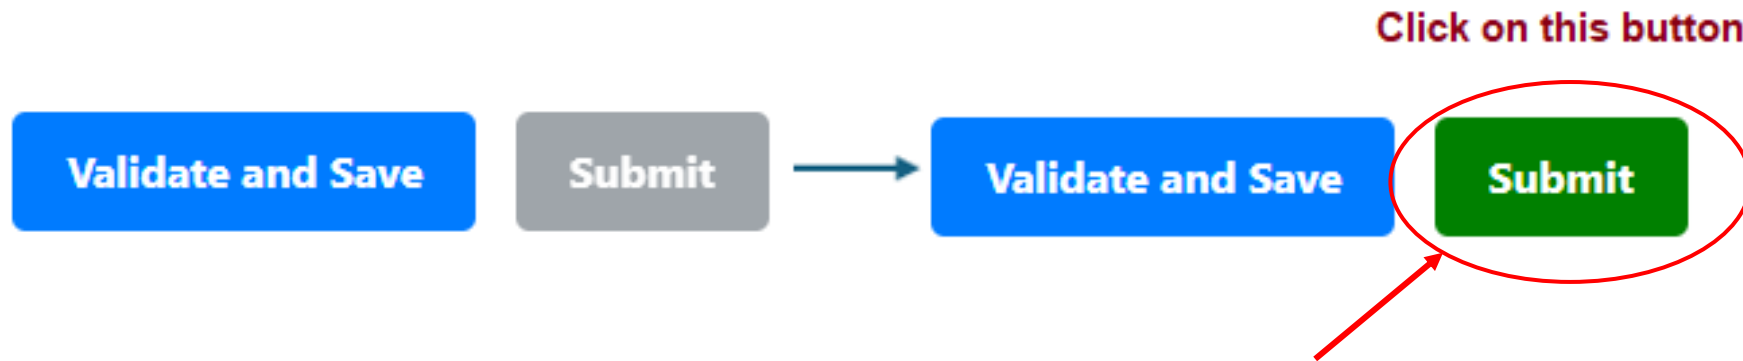 Click on this button
Validate and Save Submit Validate and Save Submit